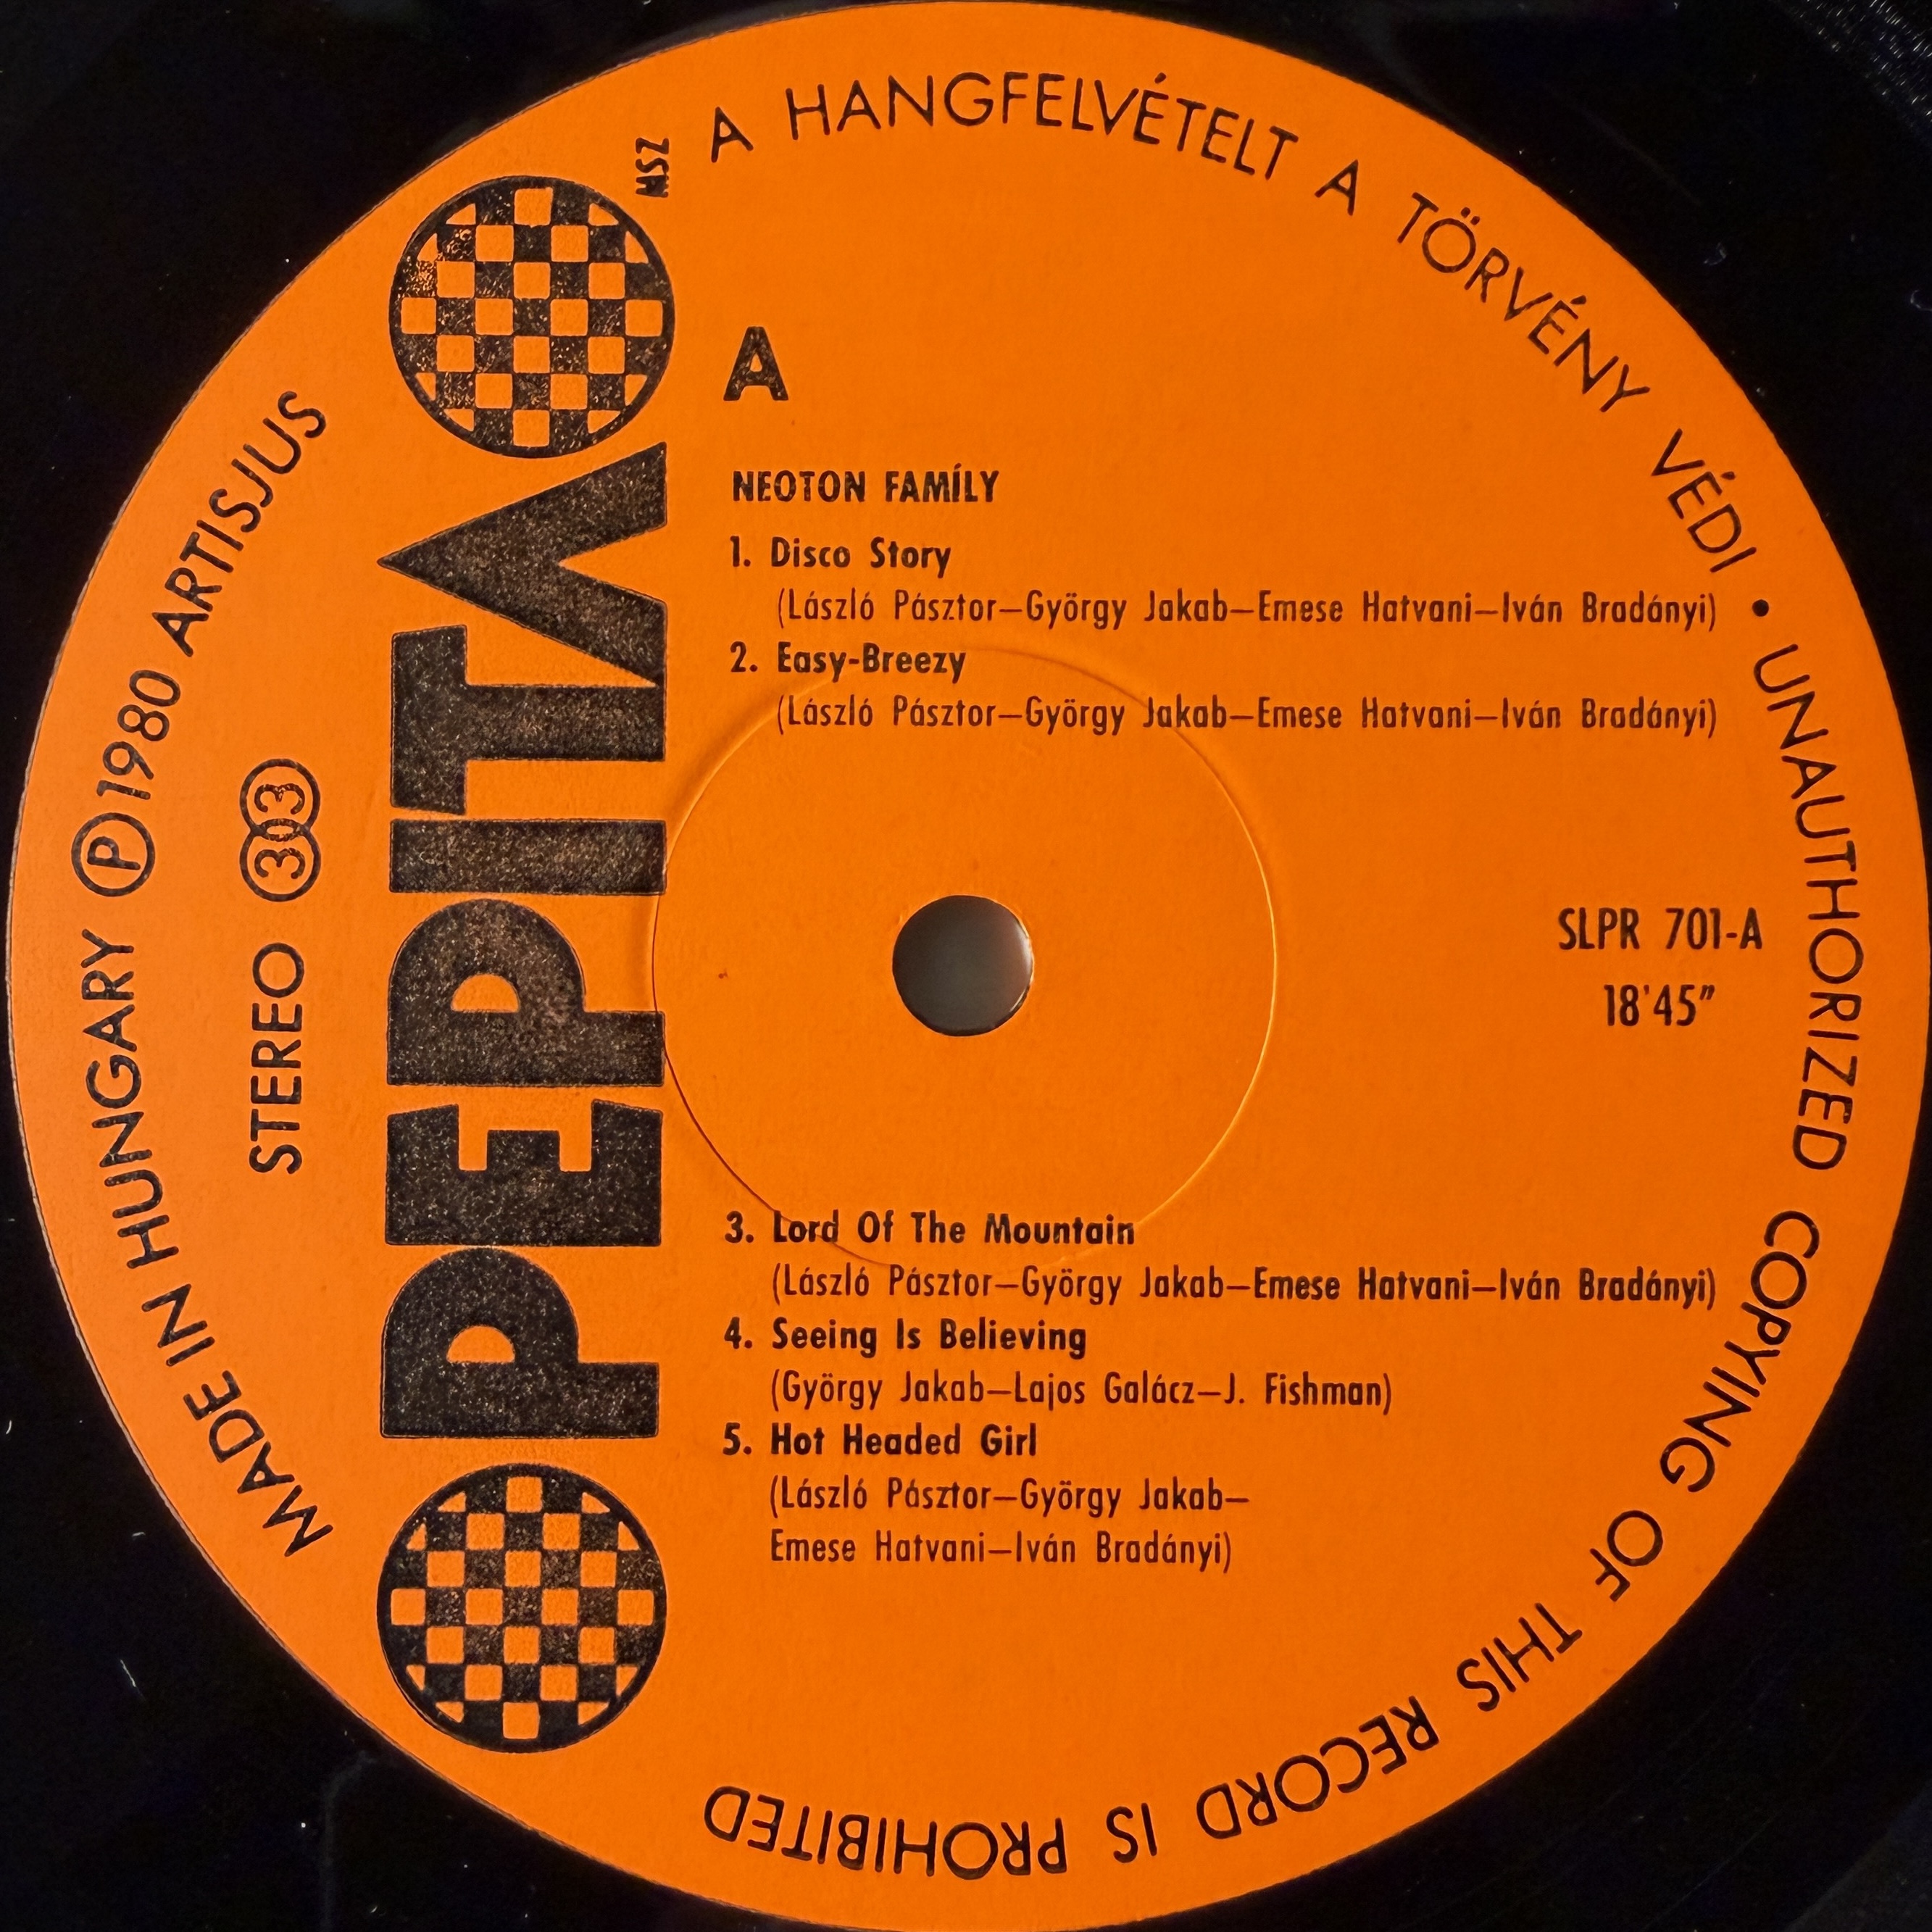 A HANGFELVÉTELT A TÖRVÉNY VÉDI • UNAUTHORIZED COPYING OF THIS RECORD IS PROHIBITED
MADE IN HUNGARY Ⓟ 1980 ARTISJUS
STEREO 33
PEPITA
MSZ
A
NEOTON FAMÍLY
1. Disco Story
(László Pásztor—György Jakab—Emese Hatvani—Iván Bradányi)
2. Easy-Breezy
(László Pásztor—György Jakab—Emese Hatvani—Iván Bradányi)
SLPR 701-A
18'45"
3. Lord Of The Mountain
(László Pásztor—György Jakab—Emese Hatvani—Iván Bradányi)
4. Seeing Is Believing
(György Jakab—Lajos Galácz—J. Fishman)
5. Hot Headed Girl
(László Pásztor—György Jakab—
Emese Hatvani—Iván Bradányi)